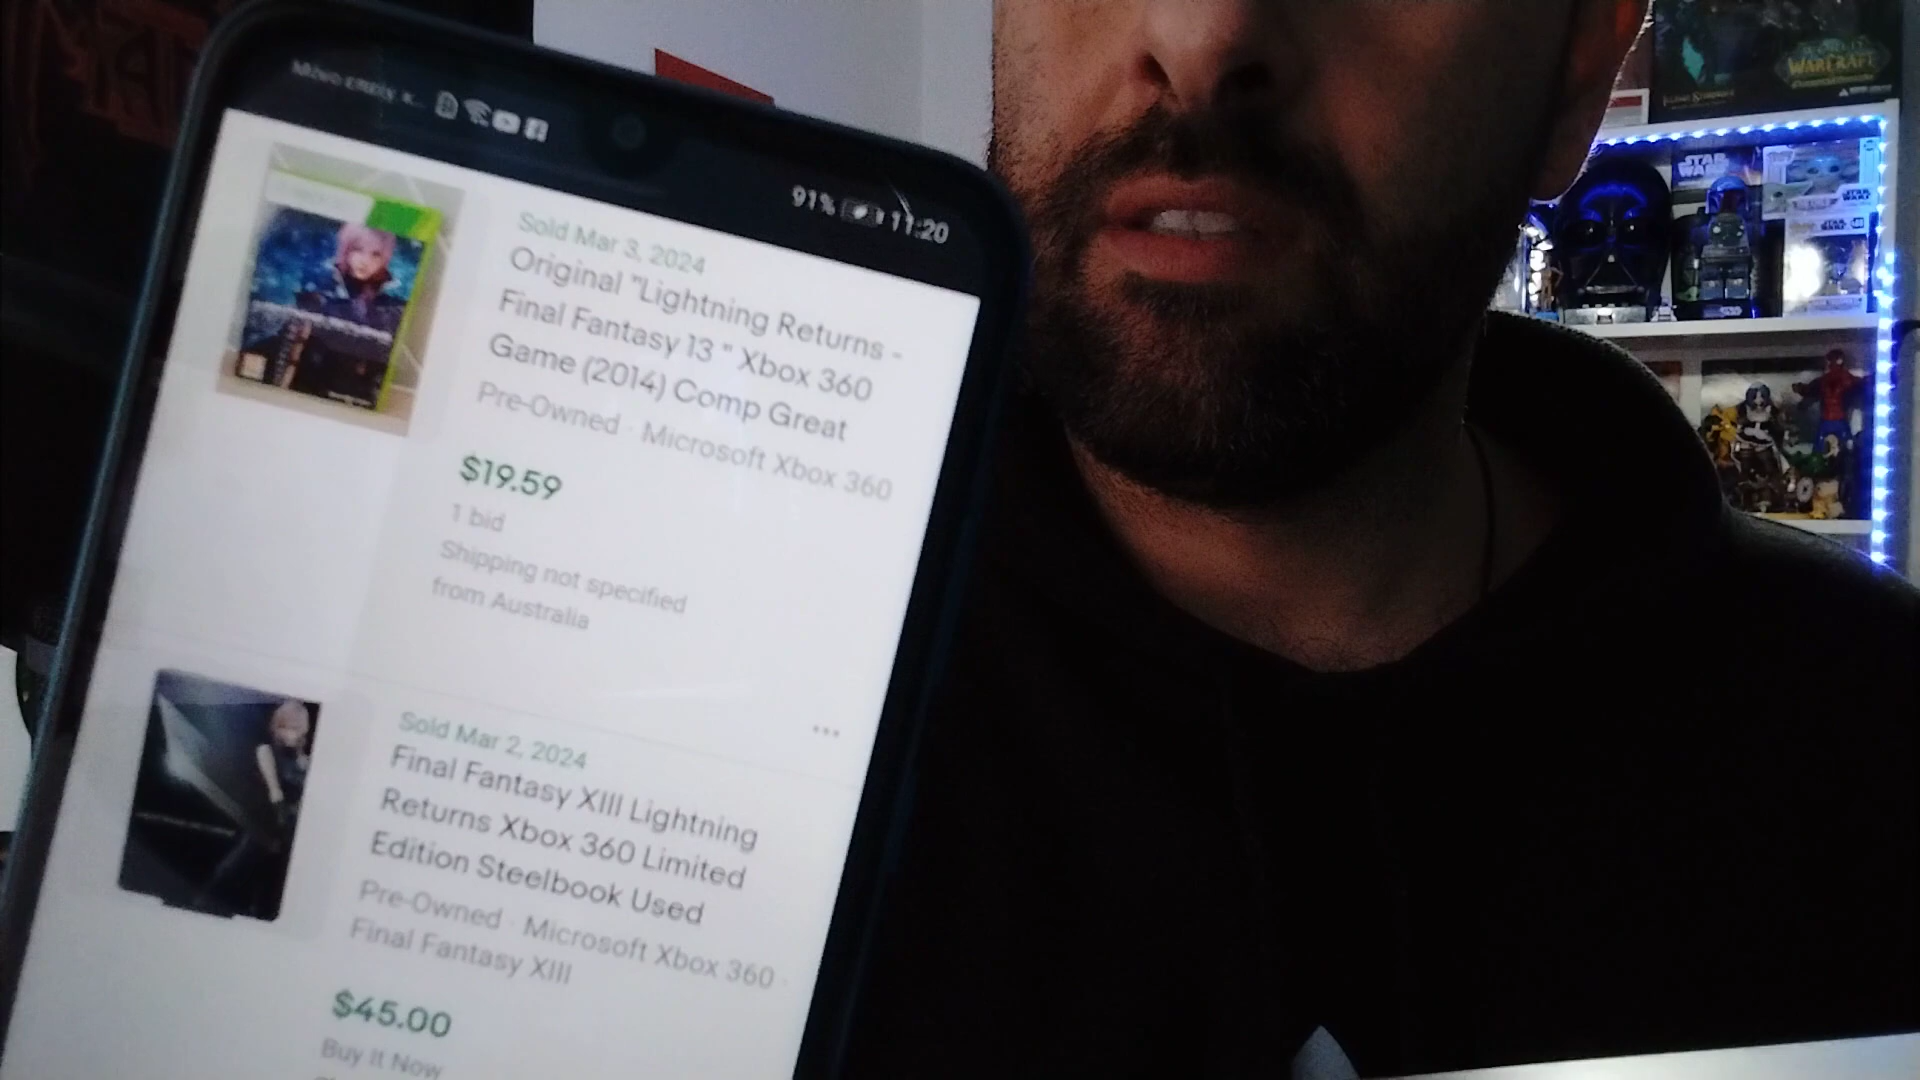 91% 11:20
Sold Mar 3, 2024
Original "Lightning Returns -
Final Fantasy 13 " Xbox 360
Game (2014) Comp Great
Pre-Owned · Microsoft Xbox 360
$19.59
1 bid
Shipping not specified
from Australia
Sold Mar 2, 2024
Final Fantasy XIII Lightning
Returns Xbox 360 Limited
Edition Steelbook Used
Pre-Owned · Microsoft Xbox 360 ·
Final Fantasy XIII
$45.00
Buy It Now
WORLD
WARCRAFT
STAR
WARS
STAR
WARS